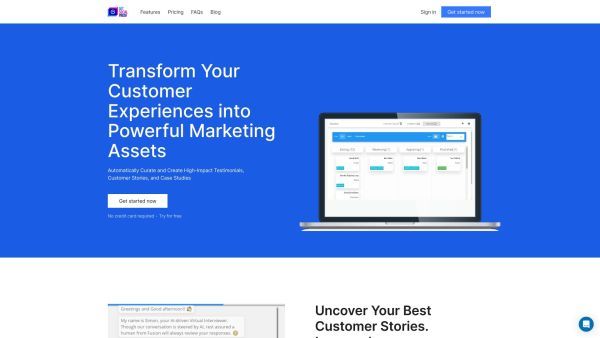 Features Pricing FAQs Blog Sign in Get started now
Transform Your
Customer
Experiences into
Powerful Marketing
Assets
Automatically Curate and Create High-Impact Testimonials,
Customer Stories, and Case Studies
Get started now
No credit card required - Try for free
Greetings and Good afternoon!
My name is Simon, your AI-driven Virtual Interviewer.
Though our conversation is steered by AI, rest assured a
human from Fusion will always review your responses.
Uncover Your Best
Customer Stories.